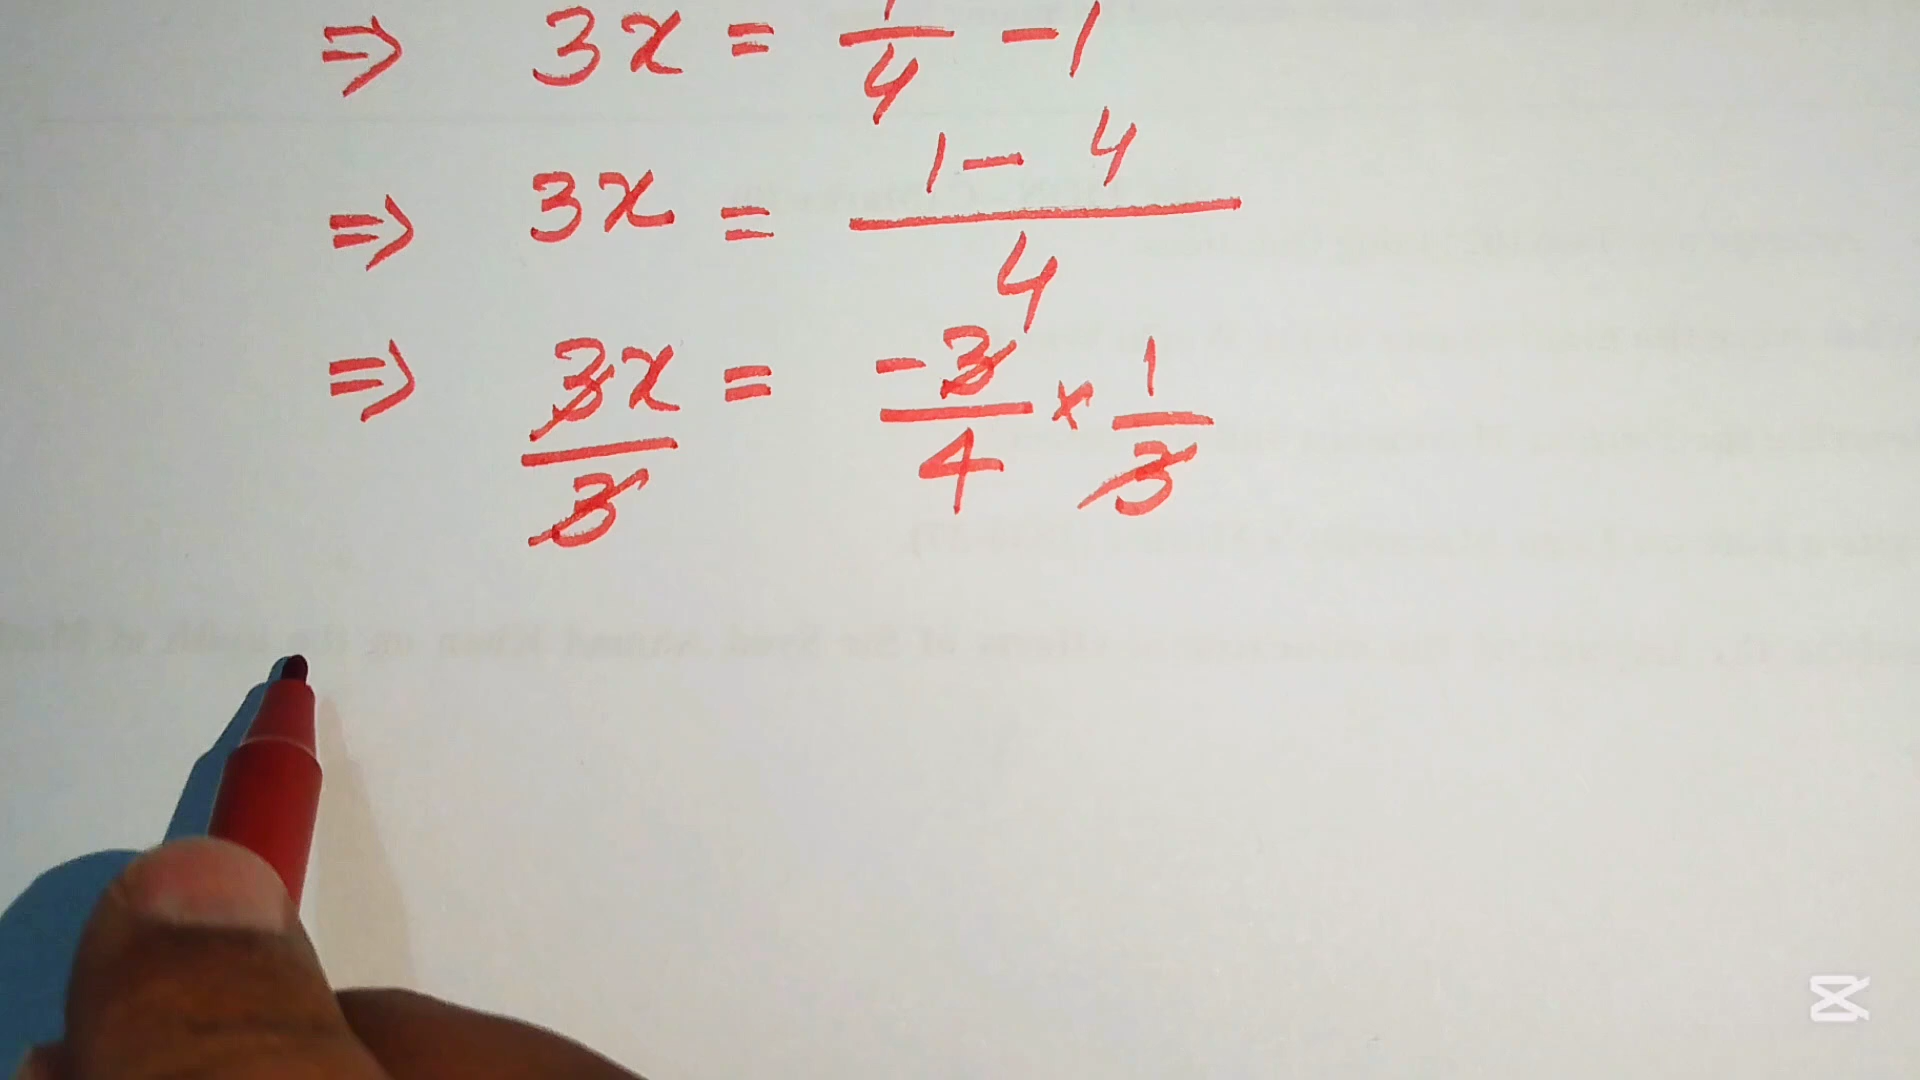 ⇒ 3x = 1/4 - 1
⇒ 3x = (1 - 4)/4
⇒ 3x/3 = -3/4 × 1/3